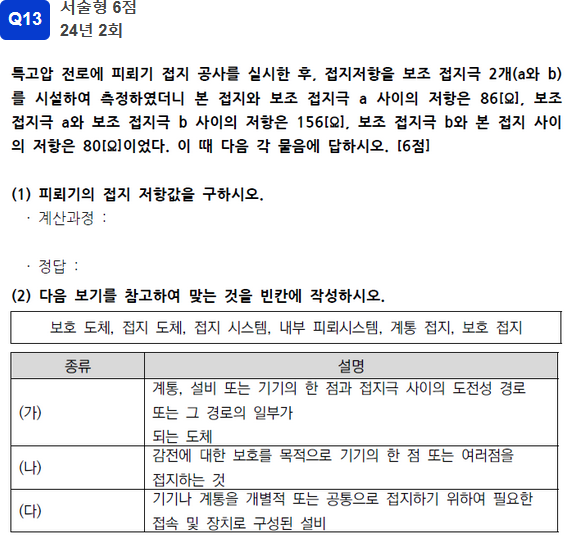 Q13
서술형 6점
24년 2회
특고압 전로에 피뢰기 접지 공사를 실시한 후, 접지저항을 보조 접지극 2개(a와 b)
를 시설하여 측정하였더니 본 접지와 보조 접지극 a 사이의 저항은 86[Ω], 보조
접지극 a와 보조 접지극 b 사이의 저항은 156[Ω], 보조 접지극 b와 본 접지 사이
의 저항은 80[Ω]이었다. 이 때 다음 각 물음에 답하시오. [6점]
(1) 피뢰기의 접지 저항값을 구하시오.
· 계산과정 :
· 정답 :
(2) 다음 보기를 참고하여 맞는 것을 빈칸에 작성하시오.
보호 도체, 접지 도체, 접지 시스템, 내부 피뢰시스템, 계통 접지, 보호 접지
종류 설명
(가) 계통, 설비 또는 기기의 한 점과 접지극 사이의 도전성 경로
또는 그 경로의 일부가
되는 도체
(나) 감전에 대한 보호를 목적으로 기기의 한 점 또는 여러점을
접지하는 것
(다) 기기나 계통을 개별적 또는 공통으로 접지하기 위하여 필요한
접속 및 장치로 구성된 설비